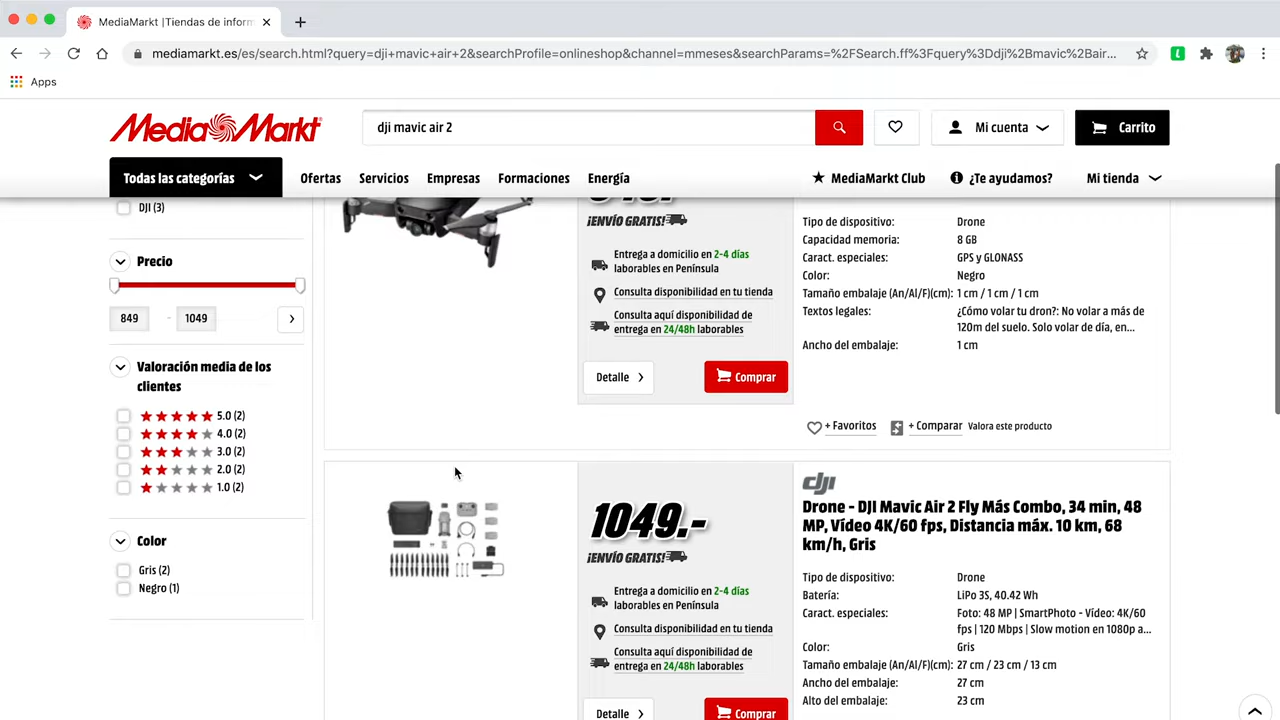 MediaMarkt |Tiendas de inform
mediamarkt.es/es/search.html?query=dji+mavic+air+2&searchProfile=onlineshop&channel=mmeses&searchParams=%2FSearch.ff%3Fquery%3Ddji%2Bmavic%2Bair...
Apps
MediaMarkt
dji mavic air 2
Mi cuenta
Carrito
Todas las categorías
Ofertas
Servicios
Empresas
Formaciones
Energía
MediaMarkt Club
¿Te ayudamos?
Mi tienda
DJI (3)
Precio
849 - 1049
Valoración media de los
clientes
5.0 (2)
4.0 (2)
3.0 (2)
2.0 (2)
1.0 (2)
Color
Gris (2)
Negro (1)
¡ENVÍO GRATIS!
Entrega a domicilio en 2-4 días
laborables en Península
Consulta disponibilidad en tu tienda
Consulta aquí disponibilidad de
entrega en 24/48h laborables
Detalle
Comprar
Tipo de dispositivo: Drone
Capacidad memoria: 8 GB
Caract. especiales: GPS y GLONASS
Color: Negro
Tamaño embalaje (An/Al/F)(cm): 1 cm / 1 cm / 1 cm
Textos legales: ¿Cómo volar tu dron?: No volar a más de
120m del suelo. Solo volar de día, en...
Ancho del embalaje: 1 cm
+ Favoritos
+ Comparar
Valora este producto
1049.-
¡ENVÍO GRATIS!
Entrega a domicilio en 2-4 días
laborables en Península
Consulta disponibilidad en tu tienda
Consulta aquí disponibilidad de
entrega en 24/48h laborables
Detalle
Comprar
dji
Drone - DJI Mavic Air 2 Fly Más Combo, 34 min, 48
MP, Vídeo 4K/60 fps, Distancia máx. 10 km, 68
km/h, Gris
Tipo de dispositivo: Drone
Batería: LiPo 3S, 40.42 Wh
Caract. especiales: Foto: 48 MP | SmartPhoto - Vídeo: 4K/60
fps | 120 Mbps | Slow motion en 1080p a...
Color: Gris
Tamaño embalaje (An/Al/F)(cm): 27 cm / 23 cm / 13 cm
Ancho del embalaje: 27 cm
Alto del embalaje: 23 cm